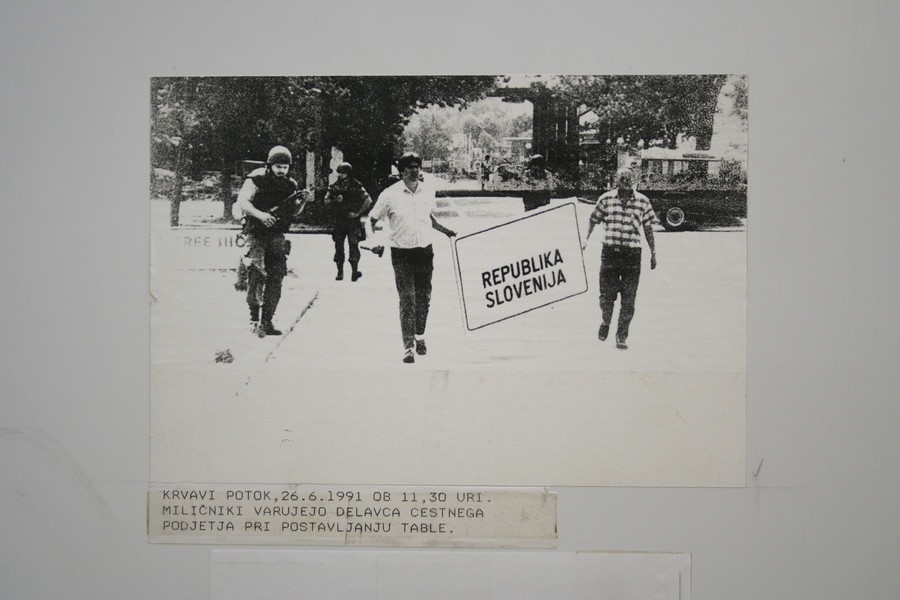 FREE
REPUBLIKA
SLOVENIJA
KRVAVI POTOK,26.6.1991 OB 11,30 URI.
MILIČNIKI VARUJEJO DELAVCA CESTNEGA
PODJETJA PRI POSTAVLJANJU TABLE.